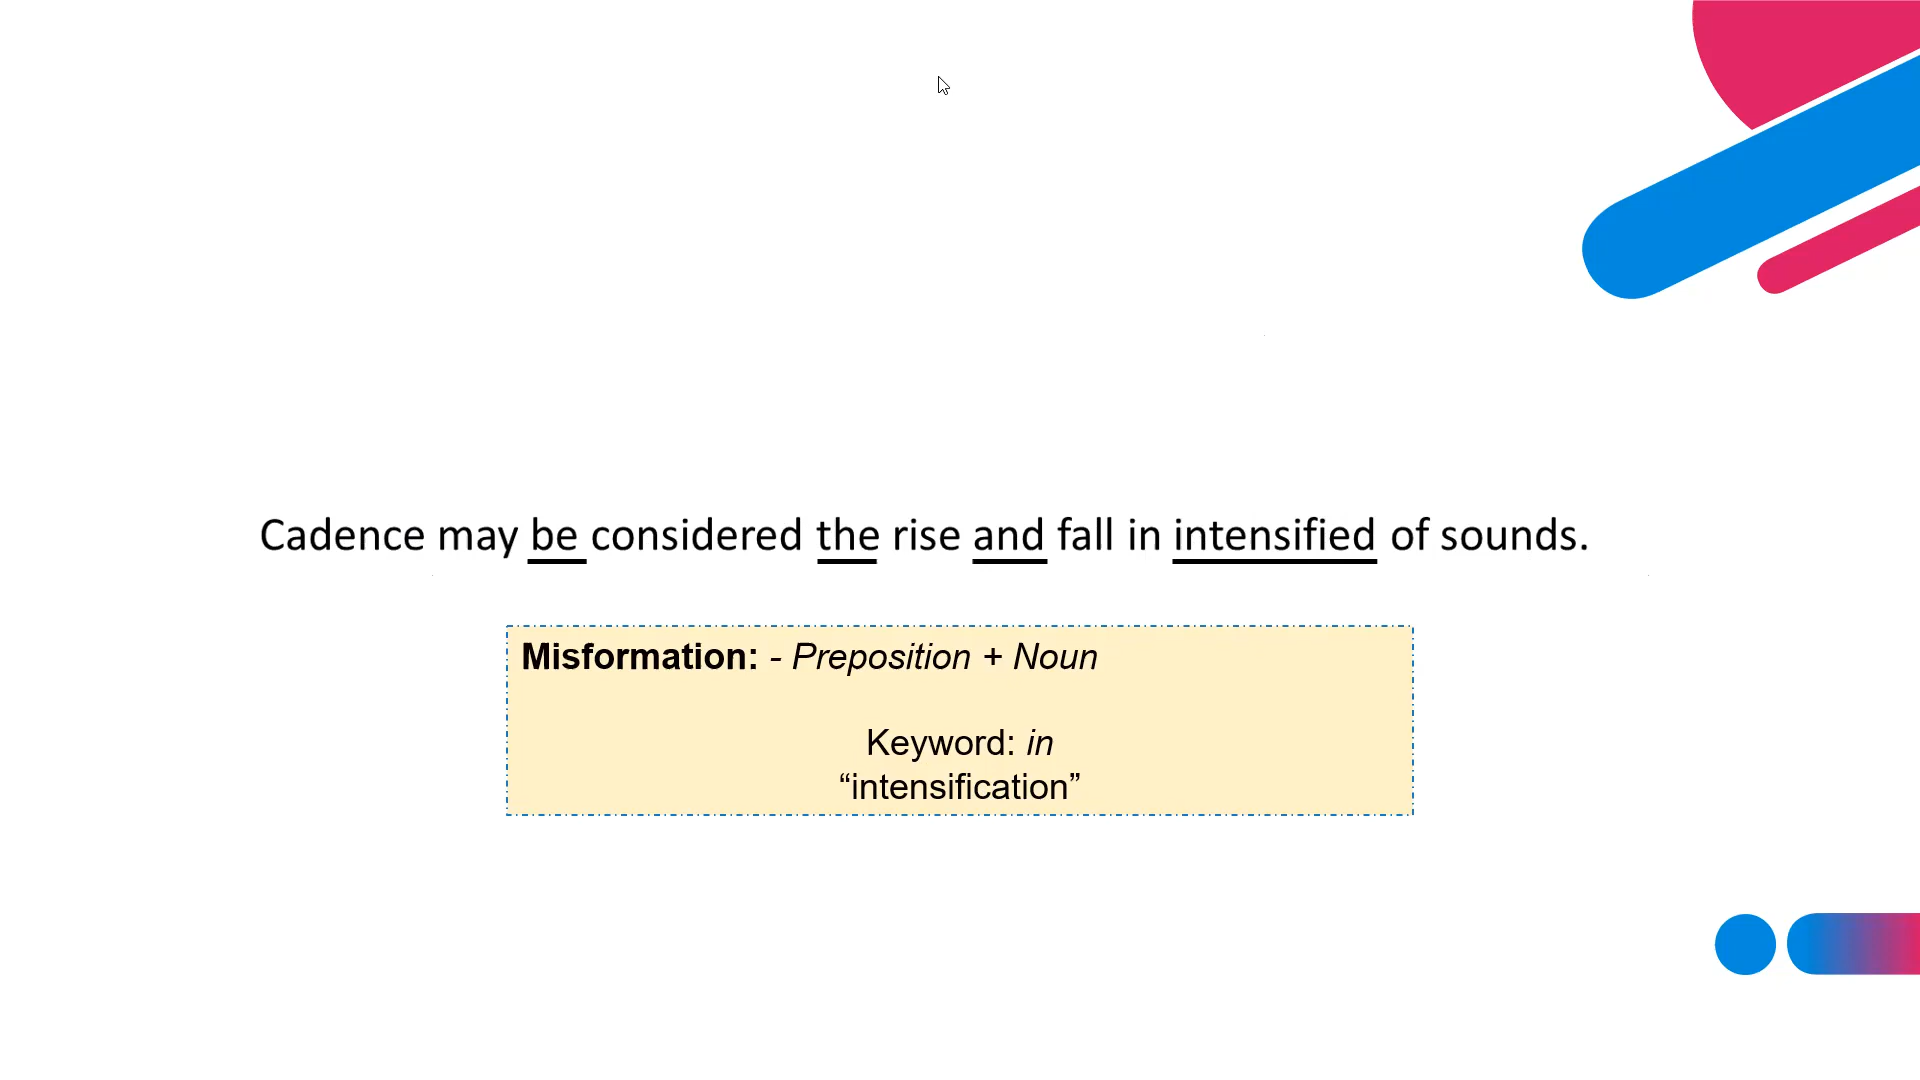 Cadence may be considered the rise and fall in intensified of sounds.
Misformation: - Preposition + Noun
Keyword: in
“intensification”